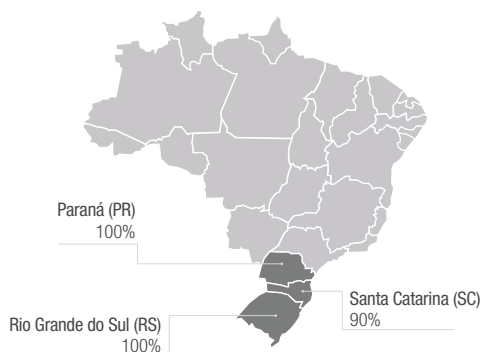 Paraná (PR)
100%
Santa Catarina (SC)
90%
Rio Grande do Sul (RS)
100%